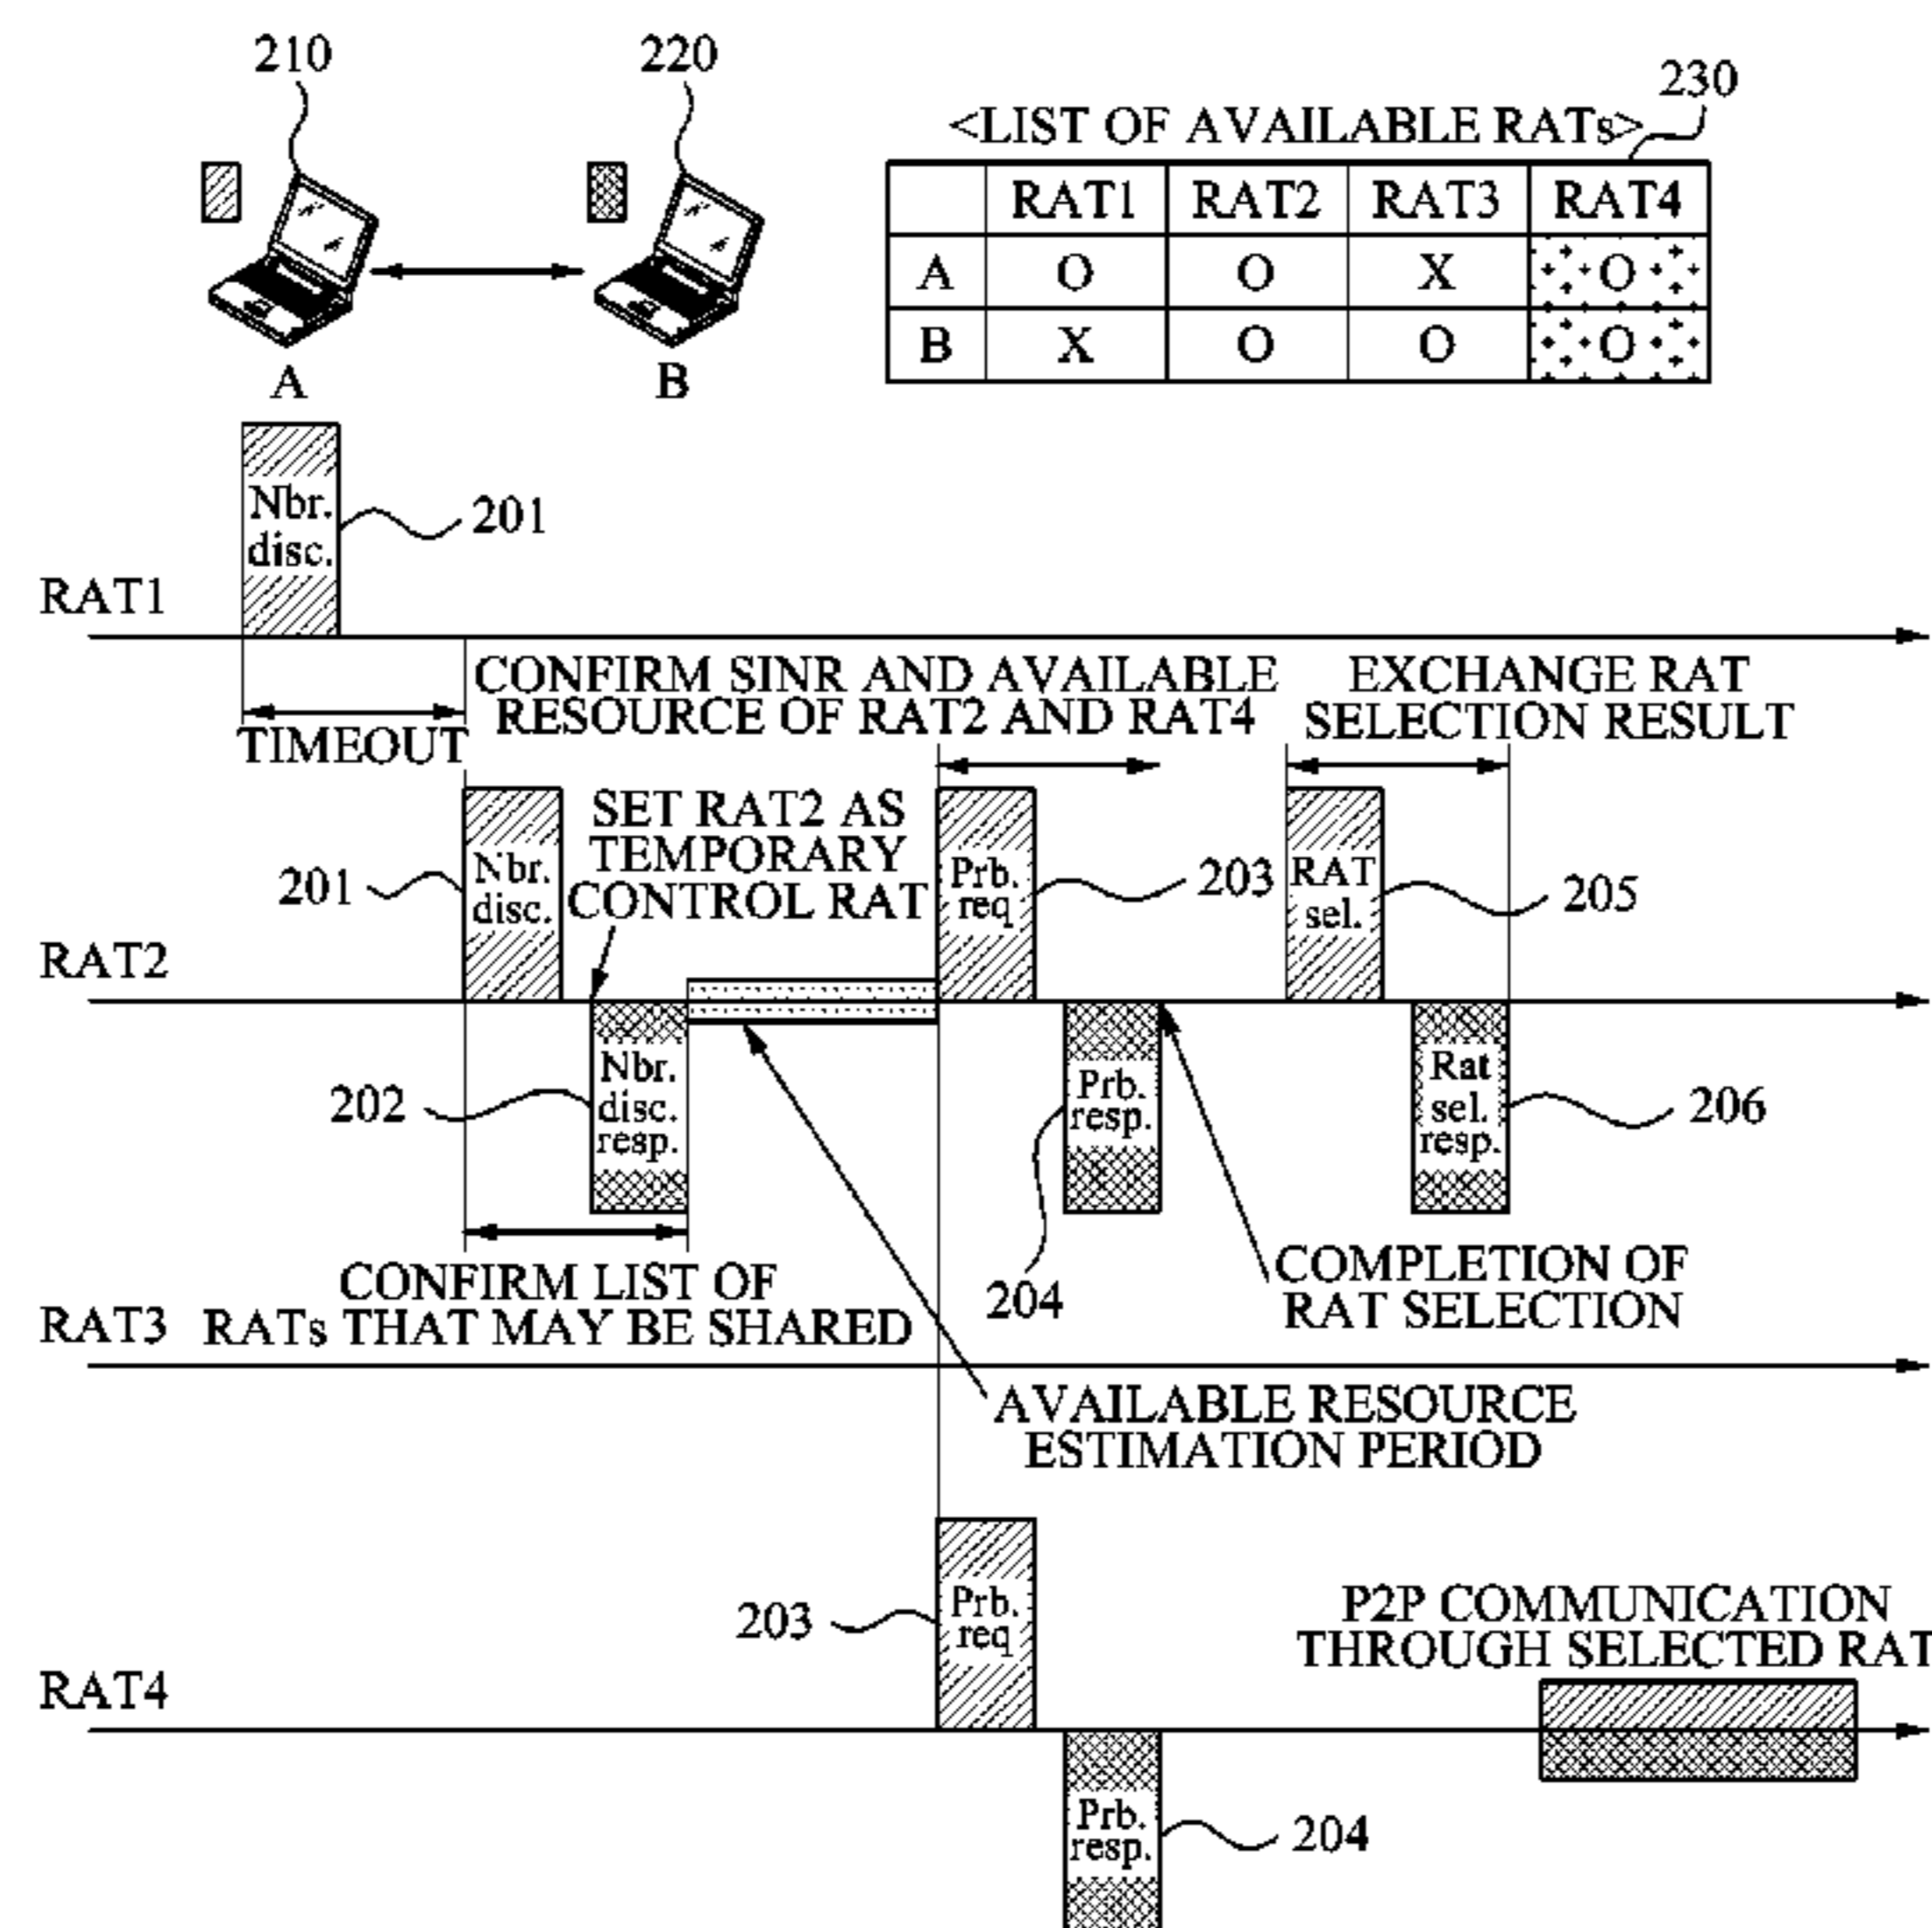 210
220
230
<LIST OF AVAILABLE RATs>
RAT1 RAT2 RAT3 RAT4
A O O X O
B X O O O
A
B
Nbr.
disc.
201
RAT1
TIMEOUT
CONFIRM SINR AND AVAILABLE
RESOURCE OF RAT2 AND RAT4
EXCHANGE RAT
SELECTION RESULT
201
Nbr.
disc.
SET RAT2 AS
TEMPORARY
CONTROL RAT
Prb.
req
203
RAT
sel.
205
RAT2
202
Nbr.
disc.
resp.
Prb.
resp.
204
Rat
sel.
resp.
206
CONFIRM LIST OF
RATs THAT MAY BE SHARED
COMPLETION OF
RAT SELECTION
RAT3
AVAILABLE RESOURCE
ESTIMATION PERIOD
203
Prb.
req
P2P COMMUNICATION
THROUGH SELECTED RAT
RAT4
Prb.
resp.
204